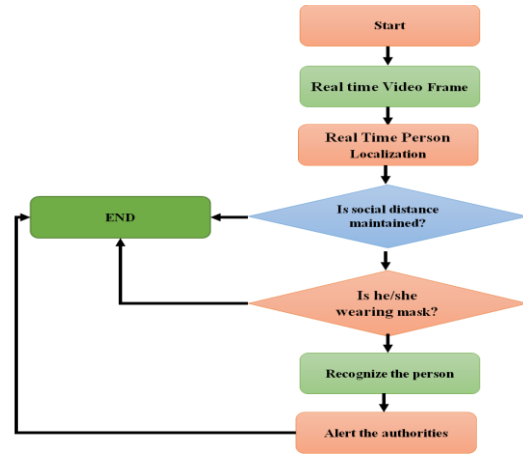 Start
Real time Video Frame
Real Time Person
Localization
Is social distance
maintained?
END
Is he/she
wearing mask?
Recognize the person
Alert the authorities